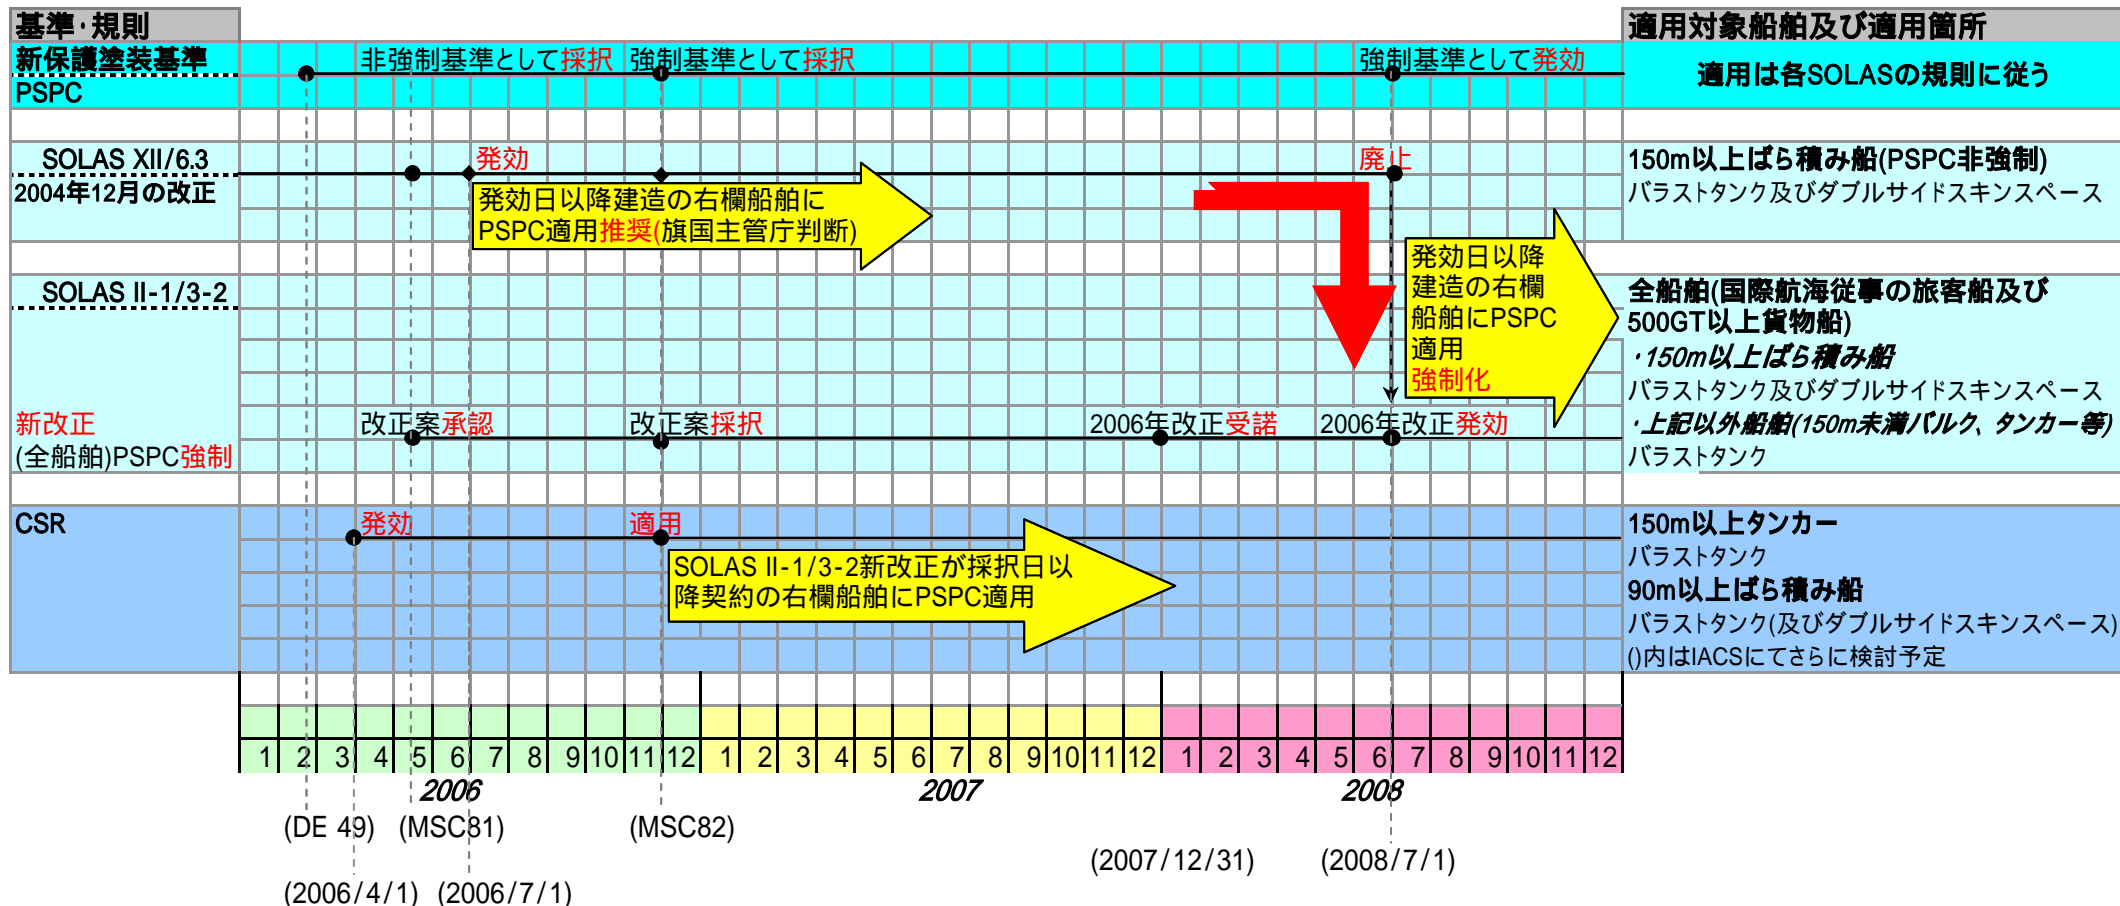 基準・規則
適用対象船舶及び適用箇所
新保護塗装基準
PSPC
非強制基準として採択
強制基準として採択
強制基準として発効
適用は各SOLASの規則に従う
SOLAS XII/6.3
2004年12月の改正
発効
廃止
発効日以降建造の右欄船舶に
PSPC適用推奨(旗国主管庁判断)
150m以上ばら積み船(PSPC非強制)
バラストタンク及びダブルサイドスキンスペース
発効日以降
建造の右欄
船舶にPSPC
適用
強制化
SOLAS II-1/3-2
新改正
(全船舶)PSPC強制
改正案承認
改正案採択
2006年改正受諾
2006年改正発効
全船舶(国際航海従事の旅客船及び
500GT以上貨物船)
・150m以上ばら積み船
バラストタンク及びダブルサイドスキンスペース
・上記以外船舶(150m未満バルク、タンカー等)
バラストタンク
CSR
発効
適用
SOLAS II-1/3-2新改正が採択日以
降契約の右欄船舶にPSPC適用
150m以上タンカー
バラストタンク
90m以上ばら積み船
バラストタンク(及びダブルサイドスキンスペース)
()内はIACSにてさらに検討予定
1 2 3 4 5 6 7 8 9 10 11 12 1 2 3 4 5 6 7 8 9 10 11 12 1 2 3 4 5 6 7 8 9 10 11 12
2006 2007 2008
(DE 49) (MSC81) (MSC82)
(2007/12/31) (2008/7/1)
(2006/4/1) (2006/7/1)